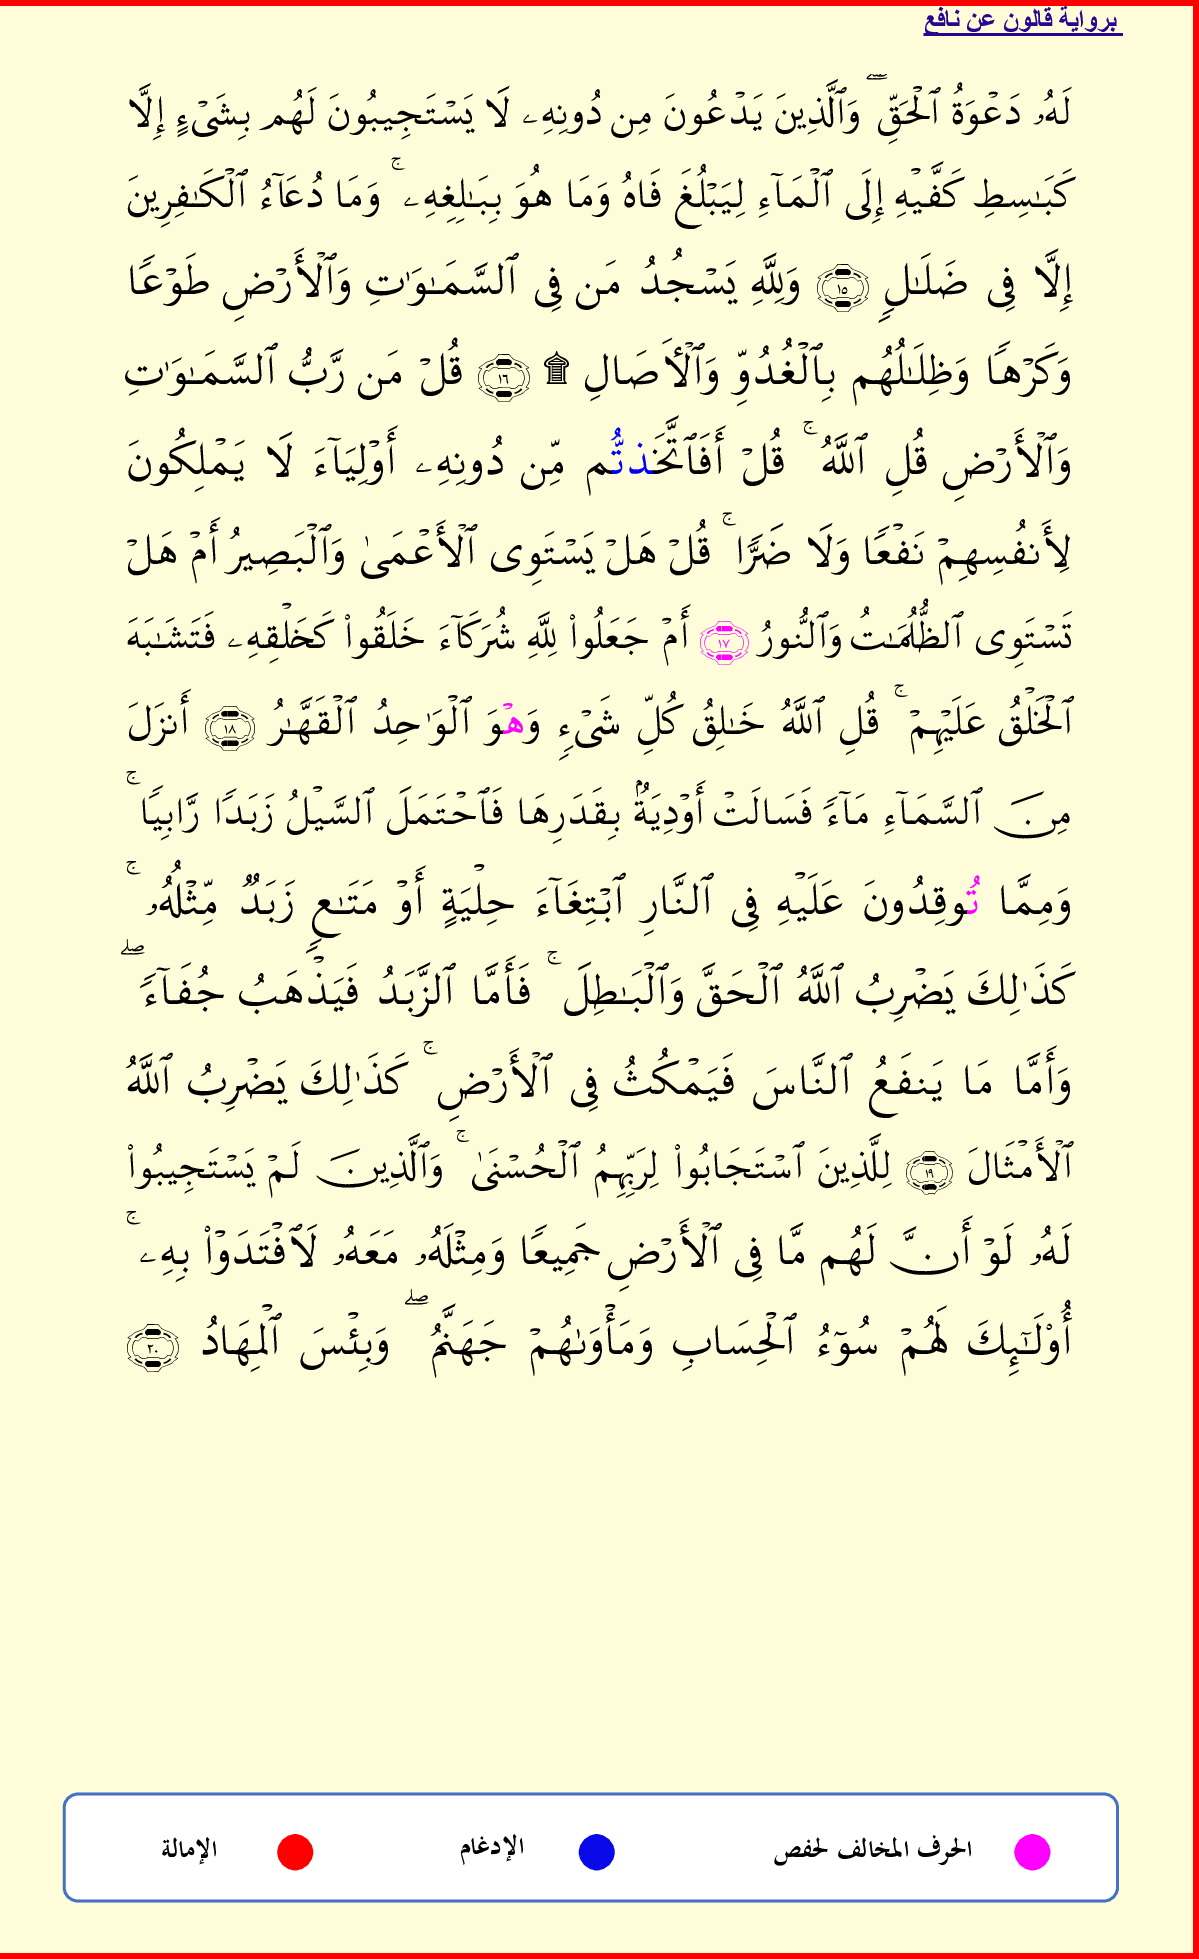 برواية قالون عن نافع
لَهُۥ دَعْوَةُ ٱلْحَقِّ ۖ وَٱلَّذِينَ يَدْعُونَ مِن دُونِهِۦ لَا يَسْتَجِيبُونَ لَهُم بِشَىْءٍ إِلَّا
كَبَٰسِطِ كَفَّيْهِ إِلَى ٱلْمَآءِ لِيَبْلُغَ فَاهُ وَمَا هُوَ بِبَٰلِغِهِۦ ۚ وَمَا دُعَآءُ ٱلْكَٰفِرِينَ
إِلَّا فِى ضَلَٰلٍ ١٥ وَلِلَّهِ يَسْجُدُ مَن فِى ٱلسَّمَٰوَٰتِ وَٱلْأَرْضِ طَوْعًا
وَكَرْهًا وَظِلَٰلُهُم بِٱلْغُدُوِّ وَٱلْأَصَالِ ۩ ١٦ قُلْ مَن رَّبُّ ٱلسَّمَٰوَٰتِ
وَٱلْأَرْضِ قُلِ ٱللَّهُ ۚ قُلْ أَفَٱتَّخَذتُّم مِّن دُونِهِۦ أَوْلِيَآءَ لَا يَمْلِكُونَ
لِأَنفُسِهِمْ نَفْعًا وَلَا ضَرًّا ۚ قُلْ هَلْ يَسْتَوِى ٱلْأَعْمَىٰ وَٱلْبَصِيرُ أَمْ هَلْ
تَسْتَوِى ٱلظُّلُمَٰتُ وَٱلنُّورُ ١٧ أَمْ جَعَلُوا۟ لِلَّهِ شُرَكَآءَ خَلَقُوا۟ كَخَلْقِهِۦ فَتَشَٰبَهَ
ٱلْخَلْقُ عَلَيْهِمْ ۚ قُلِ ٱللَّهُ خَٰلِقُ كُلِّ شَىْءٍ وَهْوَ ٱلْوَٰحِدُ ٱلْقَهَّٰرُ ١٨ أَنزَلَ
مِنَ ٱلسَّمَآءِ مَآءً فَسَالَتْ أَوْدِيَةٌۢ بِقَدَرِهَا فَٱحْتَمَلَ ٱلسَّيْلُ زَبَدًا رَّابِيًا ۚ
وَمِمَّا تُوقِدُونَ عَلَيْهِ فِى ٱلنَّارِ ٱبْتِغَآءَ حِلْيَةٍ أَوْ مَتَٰعٍ زَبَدٌ مِّثْلُهُۥ ۚ
كَذَٰلِكَ يَضْرِبُ ٱللَّهُ ٱلْحَقَّ وَٱلْبَٰطِلَ ۚ فَأَمَّا ٱلزَّبَدُ فَيَذْهَبُ جُفَآءً ۖ
وَأَمَّا مَا يَنفَعُ ٱلنَّاسَ فَيَمْكُثُ فِى ٱلْأَرْضِ ۚ كَذَٰلِكَ يَضْرِبُ ٱللَّهُ
ٱلْأَمْثَالَ ١٩ لِلَّذِينَ ٱسْتَجَابُوا۟ لِرَبِّهِمُ ٱلْحُسْنَىٰ ۚ وَٱلَّذِينَ لَمْ يَسْتَجِيبُوا۟
لَهُۥ لَوْ أَنَّ لَهُم مَّا فِى ٱلْأَرْضِ جَمِيعًا وَمِثْلَهُۥ مَعَهُۥ لَٱفْتَدَوْا۟ بِهِۦ ۚ
أُو۟لَٰٓئِكَ لَهُمْ سُوٓءُ ٱلْحِسَابِ وَمَأْوَىٰهُمْ جَهَنَّمُ ۖ وَبِئْسَ ٱلْمِهَادُ ٢٠
الحرف المخالف لحفص الإدغام الإمالة